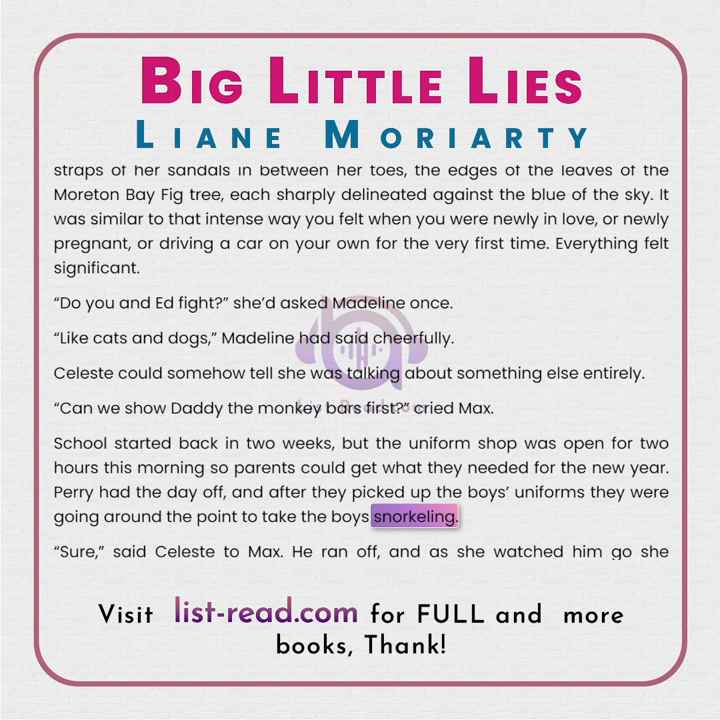 BIG LITTLE LIES
LIANE MORIARTY
straps of her sandals in between her toes, the edges of the leaves of the
Moreton Bay Fig tree, each sharply delineated against the blue of the sky. It
was similar to that intense way you felt when you were newly in love, or newly
pregnant, or driving a car on your own for the very first time. Everything felt
significant.
“Do you and Ed fight?” she’d asked Madeline once.
“Like cats and dogs,” Madeline had said cheerfully.
Celeste could somehow tell she was talking about something else entirely.
“Can we show Daddy the monkey bars first?” cried Max.
School started back in two weeks, but the uniform shop was open for two
hours this morning so parents could get what they needed for the new year.
Perry had the day off, and after they picked up the boys’ uniforms they were
going around the point to take the boys snorkeling.
“Sure,” said Celeste to Max. He ran off, and as she watched him go she
Visit list-read.com for FULL and more
books, Thank!